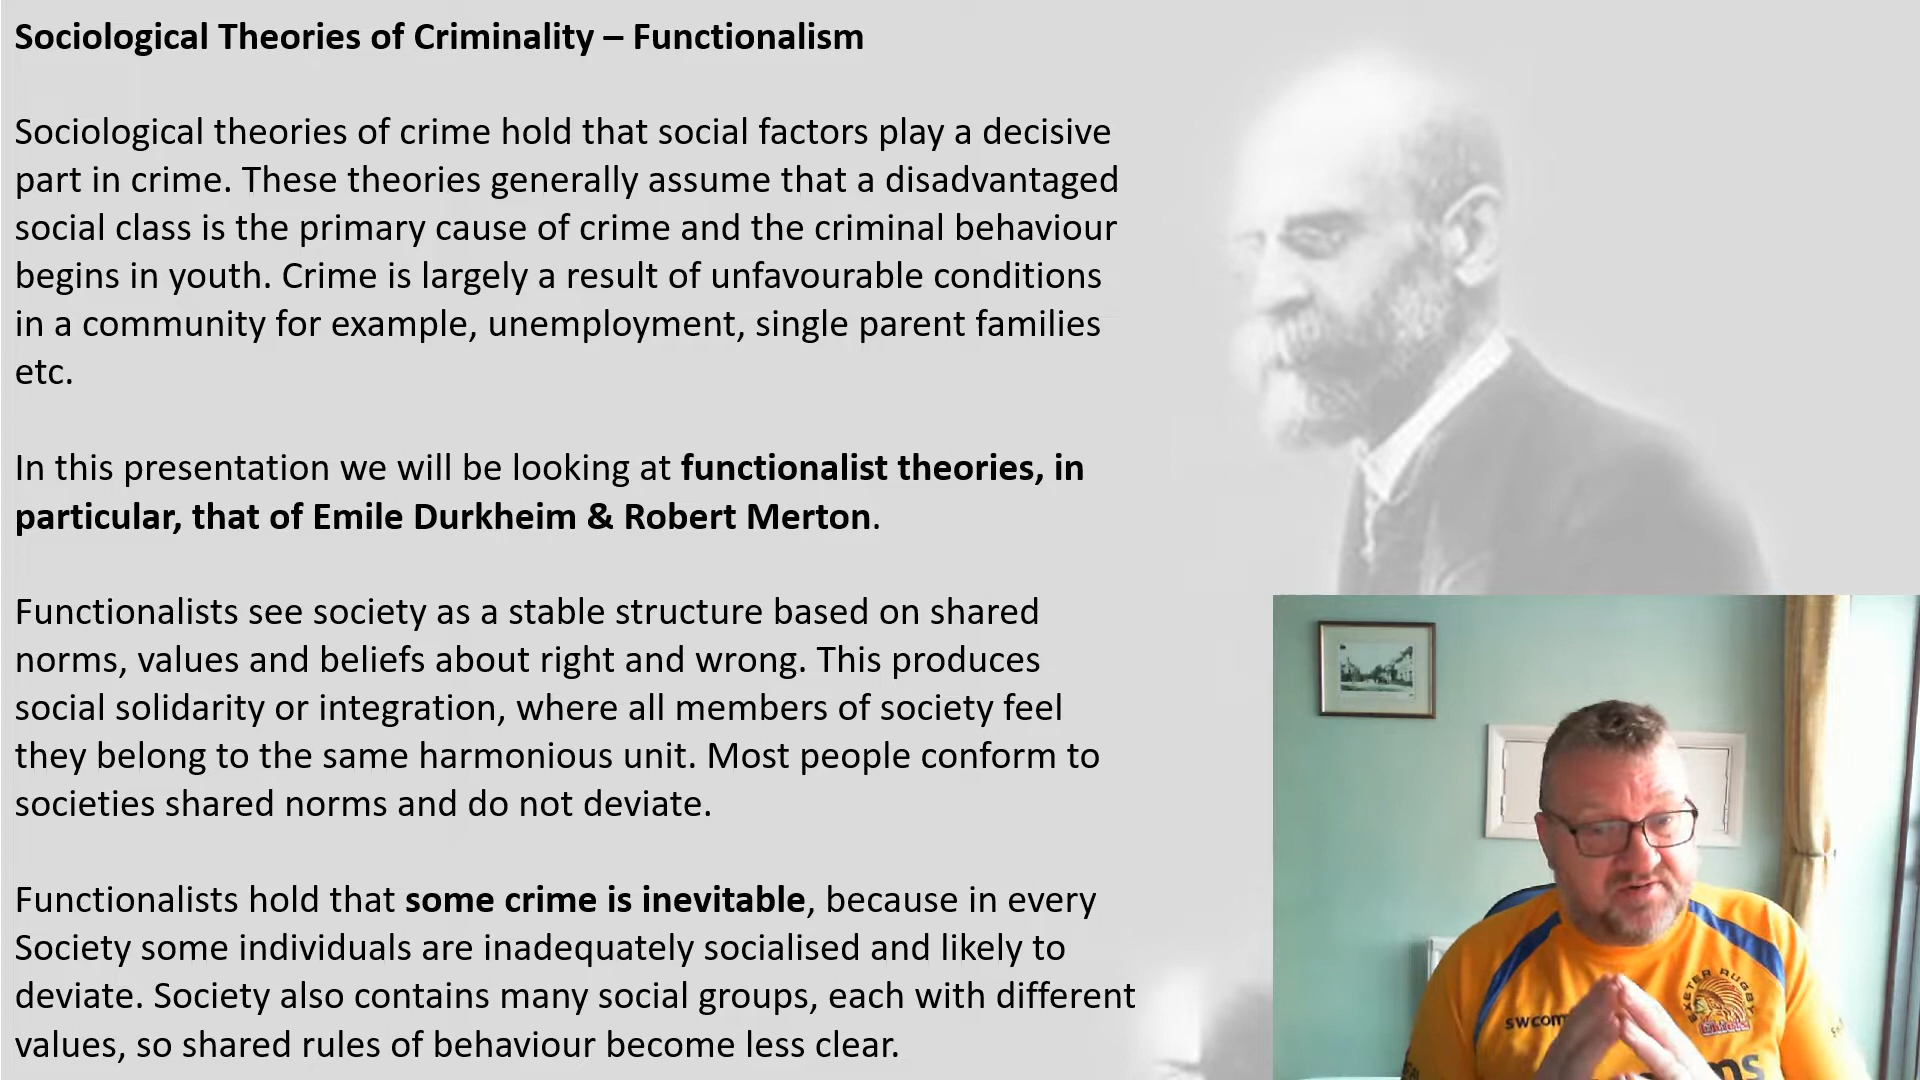 Sociological Theories of Criminality – Functionalism
Sociological theories of crime hold that social factors play a decisive
part in crime. These theories generally assume that a disadvantaged
social class is the primary cause of crime and the criminal behaviour
begins in youth. Crime is largely a result of unfavourable conditions
in a community for example, unemployment, single parent families
etc.
In this presentation we will be looking at functionalist theories, in
particular, that of Emile Durkheim & Robert Merton.
Functionalists see society as a stable structure based on shared
norms, values and beliefs about right and wrong. This produces
social solidarity or integration, where all members of society feel
they belong to the same harmonious unit. Most people conform to
societies shared norms and do not deviate.
Functionalists hold that some crime is inevitable, because in every
Society some individuals are inadequately socialised and likely to
deviate. Society also contains many social groups, each with different
values, so shared rules of behaviour become less clear.
EXETER RUGBY
swcom